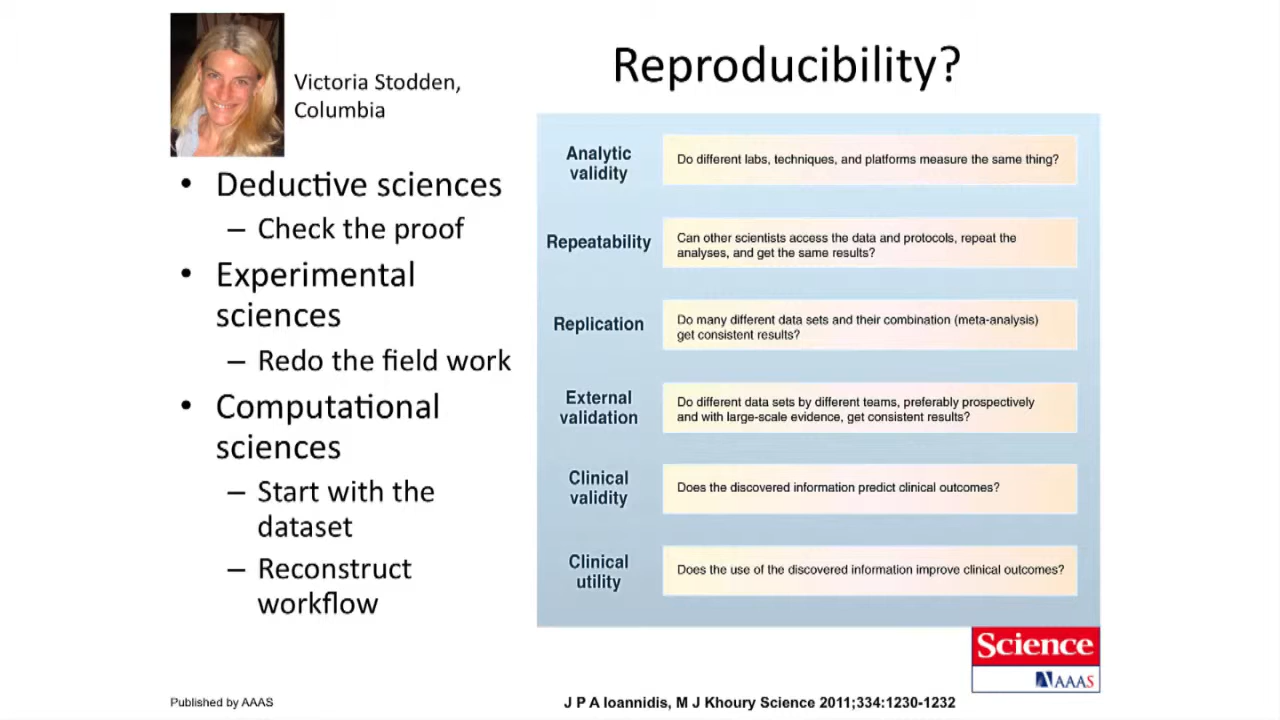 Reproducibility?
Victoria Stodden,
Columbia
• Deductive sciences
– Check the proof
• Experimental
sciences
– Redo the field work
• Computational
sciences
– Start with the
dataset
– Reconstruct
workflow
Analytic
validity
Do different labs, techniques, and platforms measure the same thing?
Repeatability
Can other scientists access the data and protocols, repeat the
analyses, and get the same results?
Replication
Do many different data sets and their combination (meta-analysis)
get consistent results?
External
validation
Do different data sets by different teams, preferably prospectively
and with large-scale evidence, get consistent results?
Clinical
validity
Does the discovered information predict clinical outcomes?
Clinical
utility
Does the use of the discovered information improve clinical outcomes?
Science
AAAS
Published by AAAS
J P A Ioannidis, M J Khoury Science 2011;334:1230-1232